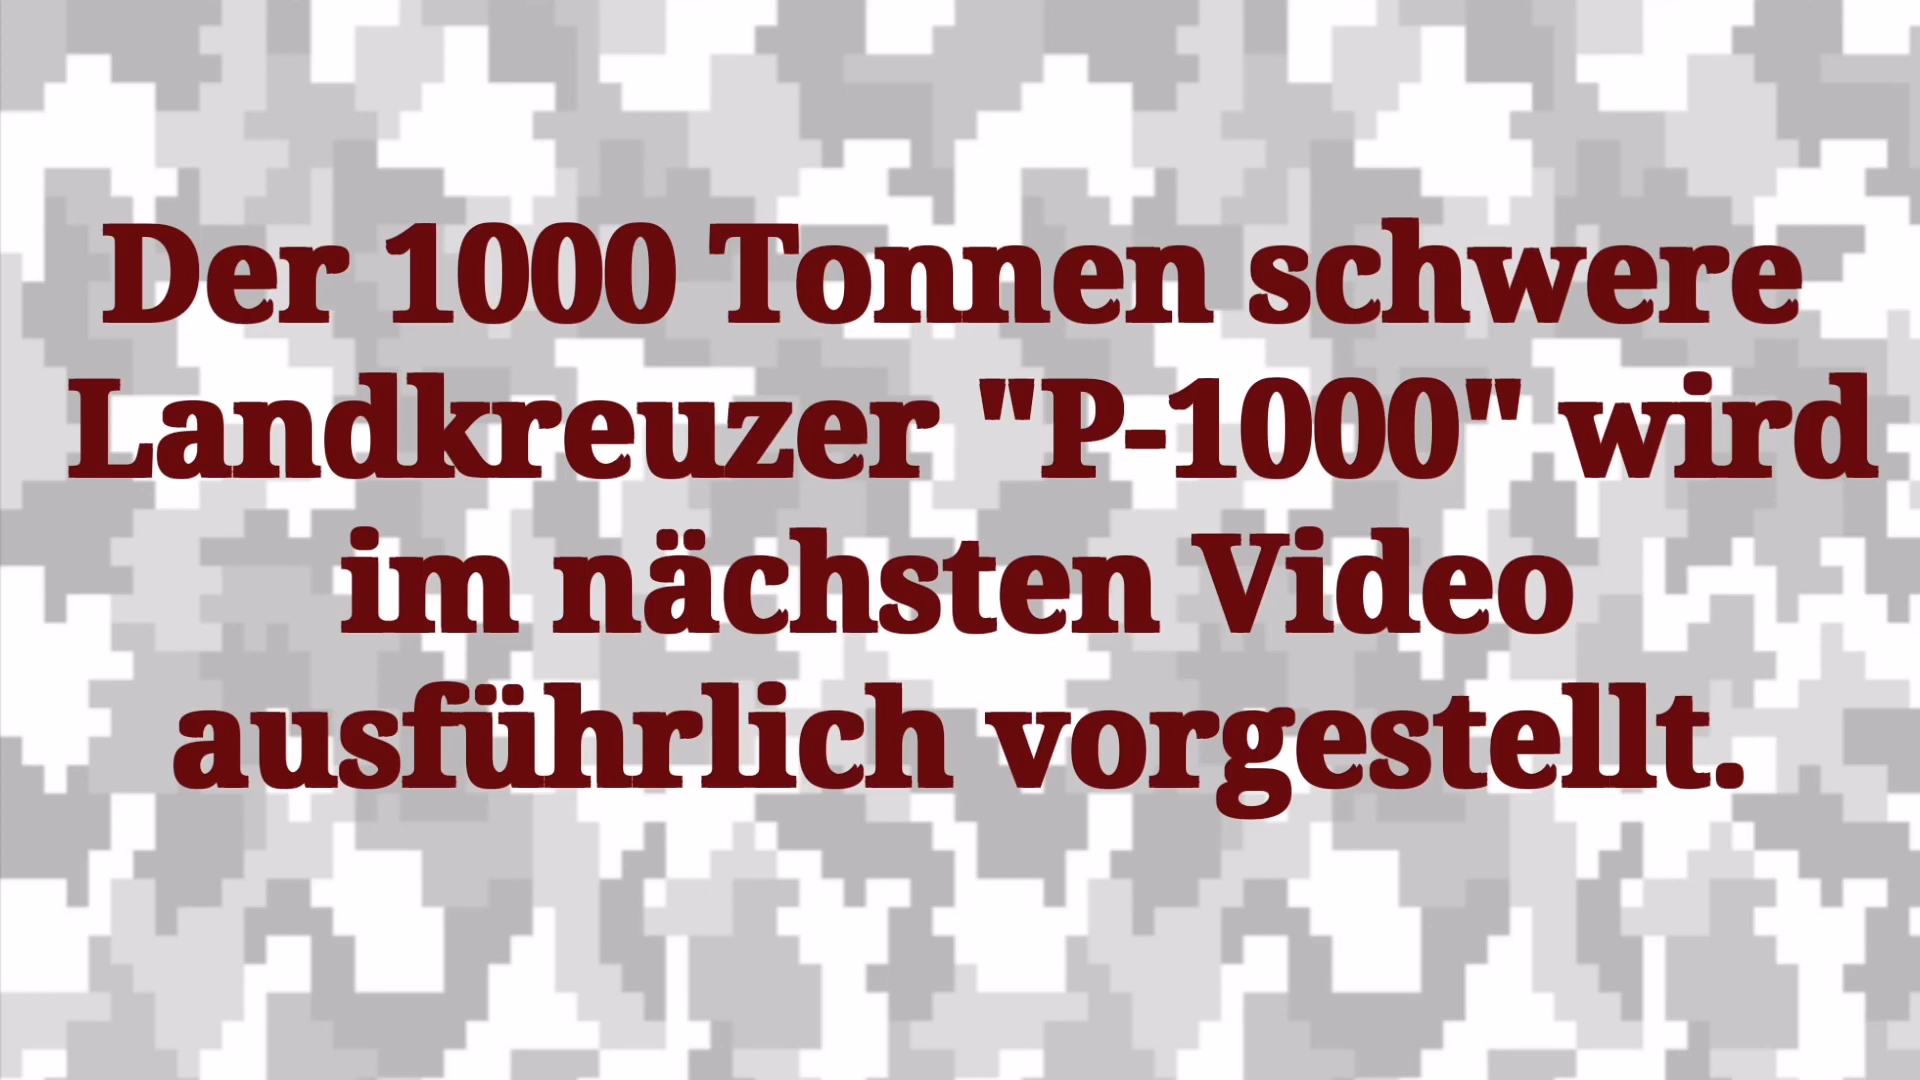 Der 1000 Tonnen schwere
Landkreuzer "P-1000" wird
im nächsten Video
ausführlich vorgestellt.